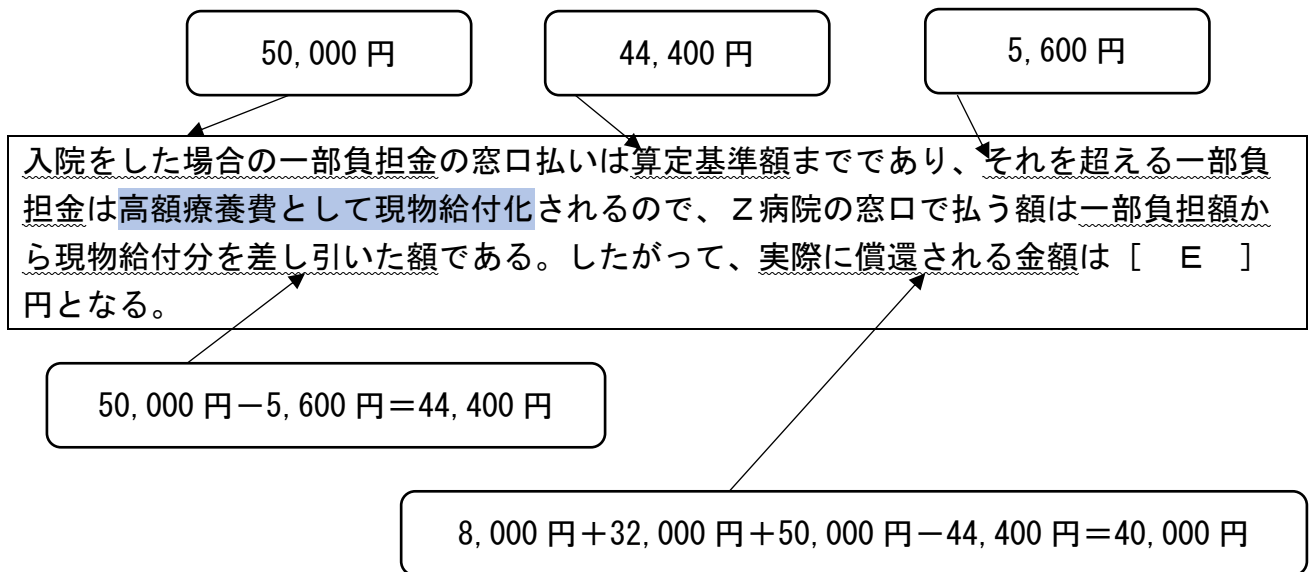 50,000 円
44,400 円
5,600 円
入院をした場合の一部負担金の窓口払いは算定基準額までであり、それを超える一部負
担金は高額療養費として現物給付化されるので、Ｚ病院の窓口で払う額は一部負担額か
ら現物給付分を差し引いた額である。したがって、実際に償還される金額は［　Ｅ　］
円となる。
50,000 円－5,600 円＝44,400 円
8,000 円＋32,000 円＋50,000 円－44,400 円＝40,000 円